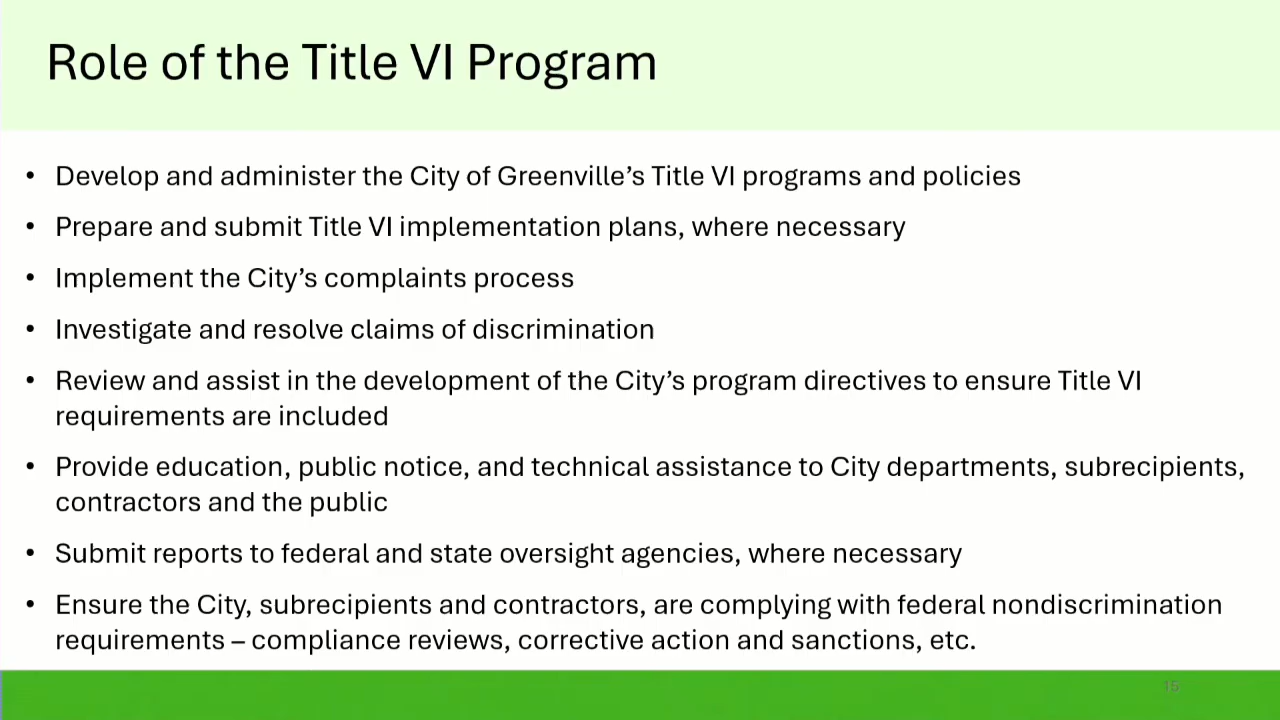 Role of the Title VI Program
• Develop and administer the City of Greenville’s Title VI programs and policies
• Prepare and submit Title VI implementation plans, where necessary
• Implement the City’s complaints process
• Investigate and resolve claims of discrimination
• Review and assist in the development of the City’s program directives to ensure Title VI
requirements are included
• Provide education, public notice, and technical assistance to City departments, subrecipients,
contractors and the public
• Submit reports to federal and state oversight agencies, where necessary
• Ensure the City, subrecipients and contractors, are complying with federal nondiscrimination
requirements – compliance reviews, corrective action and sanctions, etc.
15